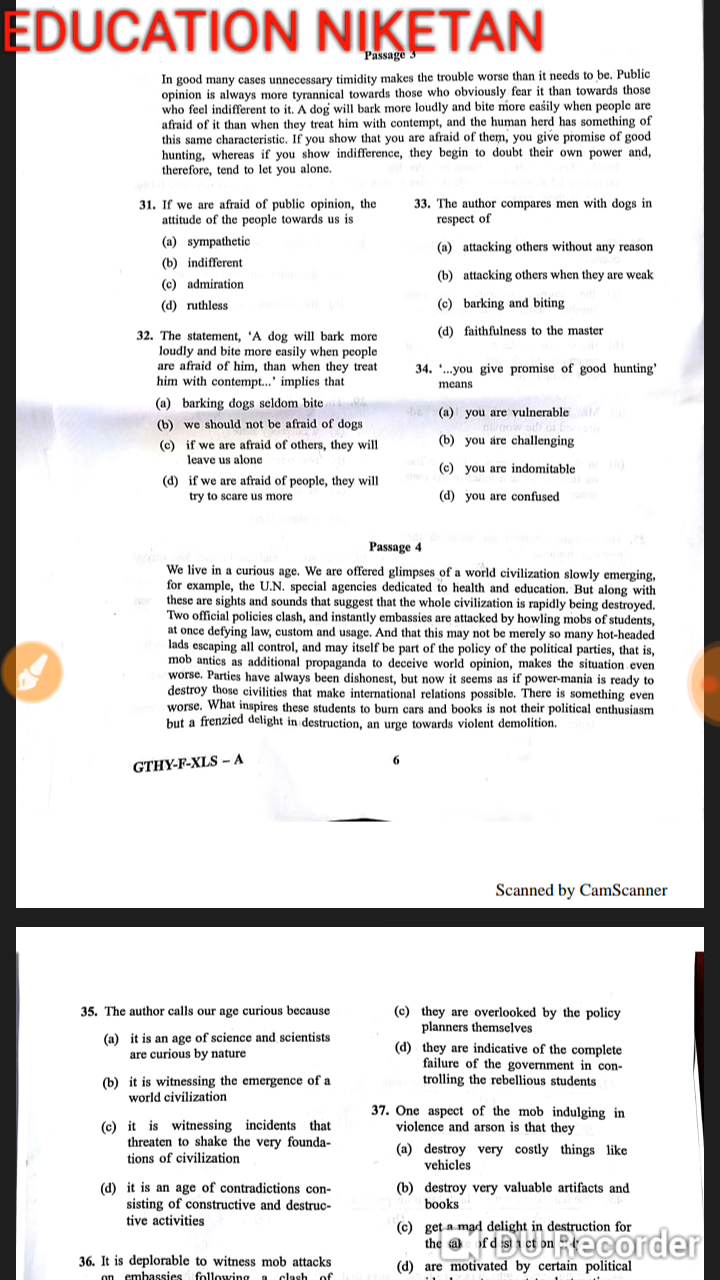 EDUCATION NIKETAN
Passage 3
In good many cases unnecessary timidity makes the trouble worse than it needs to be. Public
opinion is always more tyrannical towards those who obviously fear it than towards those
who feel indifferent to it. A dog will bark more loudly and bite more easily when people are
afraid of it than when they treat him with contempt, and the human herd has something of
this same characteristic. If you show that you are afraid of them, you give promise of good
hunting, whereas if you show indifference, they begin to doubt their own power and,
therefore, tend to let you alone.
31. If we are afraid of public opinion, the
attitude of the people towards us is
(a) sympathetic
(b) indifferent
(c) admiration
(d) ruthless
32. The statement, 'A dog will bark more
loudly and bite more easily when people
are afraid of him, than when they treat
him with contempt...' implies that
(a) barking dogs seldom bite
(b) we should not be afraid of dogs
(c) if we are afraid of others, they will
leave us alone
(d) if we are afraid of people, they will
try to scare us more
33. The author compares men with dogs in
respect of
(a) attacking others without any reason
(b) attacking others when they are weak
(c) barking and biting
(d) faithfulness to the master
34. '...you give promise of good hunting'
means
(a) you are vulnerable
(b) you are challenging
(c) you are indomitable
(d) you are confused
Passage 4
We live in a curious age. We are offered glimpses of a world civilization slowly emerging,
for example, the U.N. special agencies dedicated to health and education. But along with
these are sights and sounds that suggest that the whole civilization is rapidly being destroyed.
Two official policies clash, and instantly embassies are attacked by howling mobs of students,
at once defying law, custom and usage. And that this may not be merely so many hot-headed
lads escaping all control, and may itself be part of the policy of the political parties, that is,
mob antics as additional propaganda to deceive world opinion, makes the situation even
worse. Parties have always been dishonest, but now it seems as if power-mania is ready to
destroy those civilities that make international relations possible. There is something even
worse. What inspires these students to burn cars and books is not their political enthusiasm
but a frenzied delight in destruction, an urge towards violent demolition.
GTHY-F-XLS – A
6
Scanned by CamScanner
35. The author calls our age curious because
(a) it is an age of science and scientists
are curious by nature
(b) it is witnessing the emergence of a
world civilization
(c) it is witnessing incidents that
threaten to shake the very founda-
tions of civilization
(d) it is an age of contradictions con-
sisting of constructive and destruc-
tive activities
36. It is deplorable to witness mob attacks
on embassies following a clash of
(c) they are overlooked by the policy
planners themselves
(d) they are indicative of the complete
failure of the government in con-
trolling the rebellious students
37. One aspect of the mob indulging in
violence and arson is that they
(a) destroy very costly things like
vehicles
(b) destroy very valuable artifacts and
books
(c) get a mad delight in destruction for
the of
(d) are motivated by certain political
DU Recorder